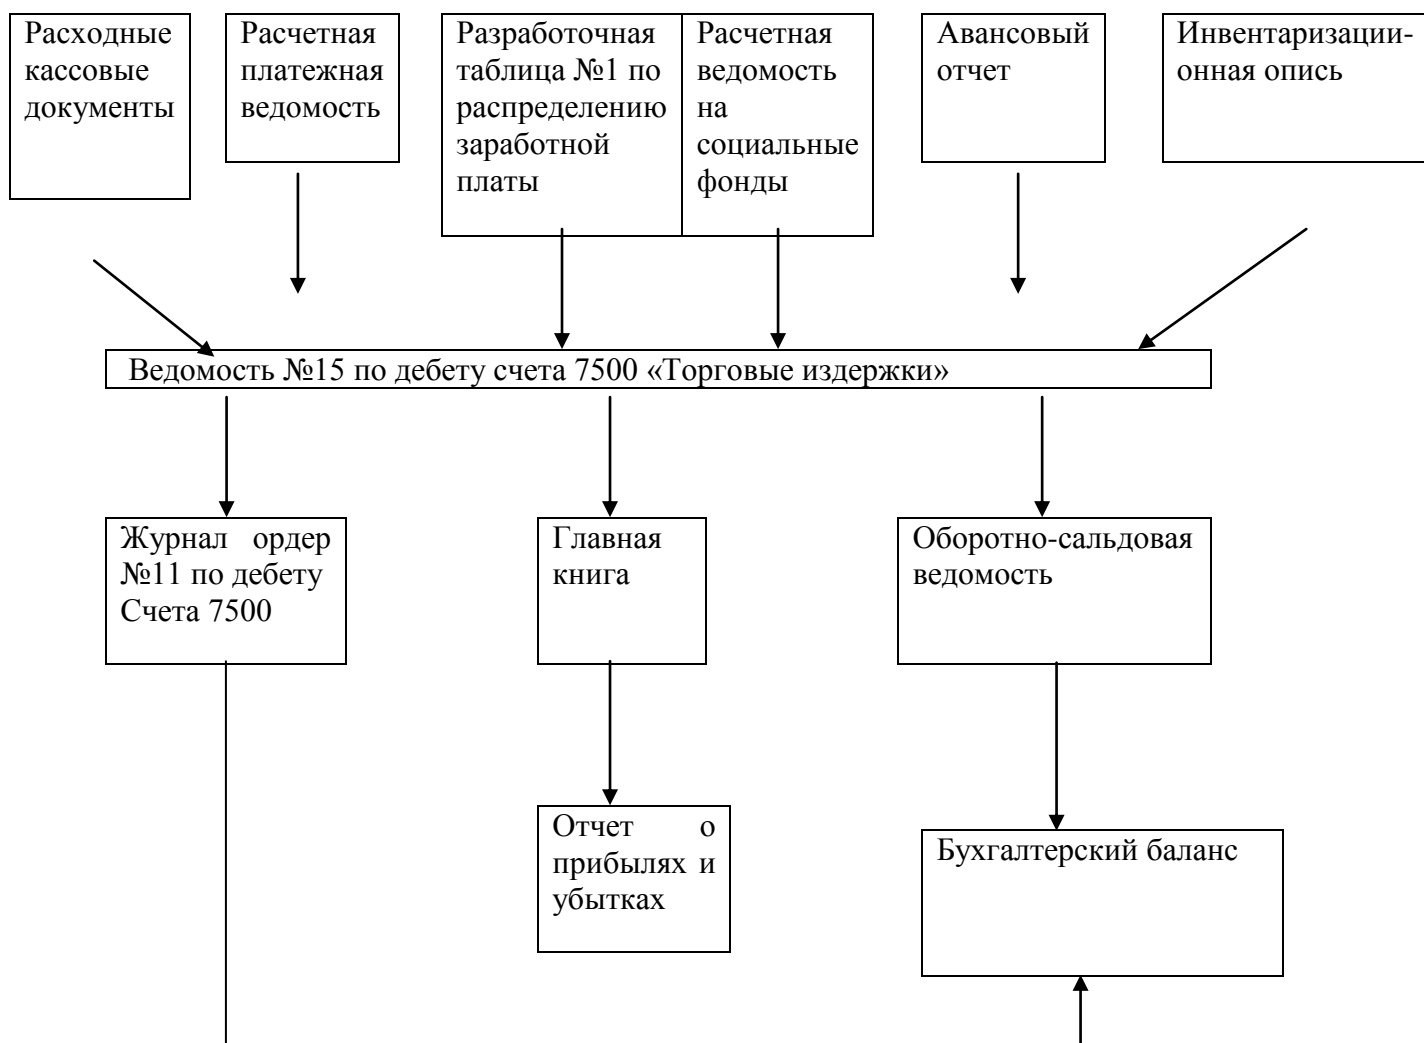 Расходные
кассовые
документы
Расчетная
платежная
ведомость
Разработочная
таблица №1 по
распределению
заработной
платы
Расчетная
ведомость
на
социальные
фонды
Авансовый
отчет
Инвентаризаци-
онная опись
Ведомость №15 по дебету счета 7500 «Торговые издержки»
Журнал ордер
№11 по дебету
Счета 7500
Главная
книга
Оборотно-сальдовая
ведомость
Отчет о
прибылях и
убытках
Бухгалтерский баланс